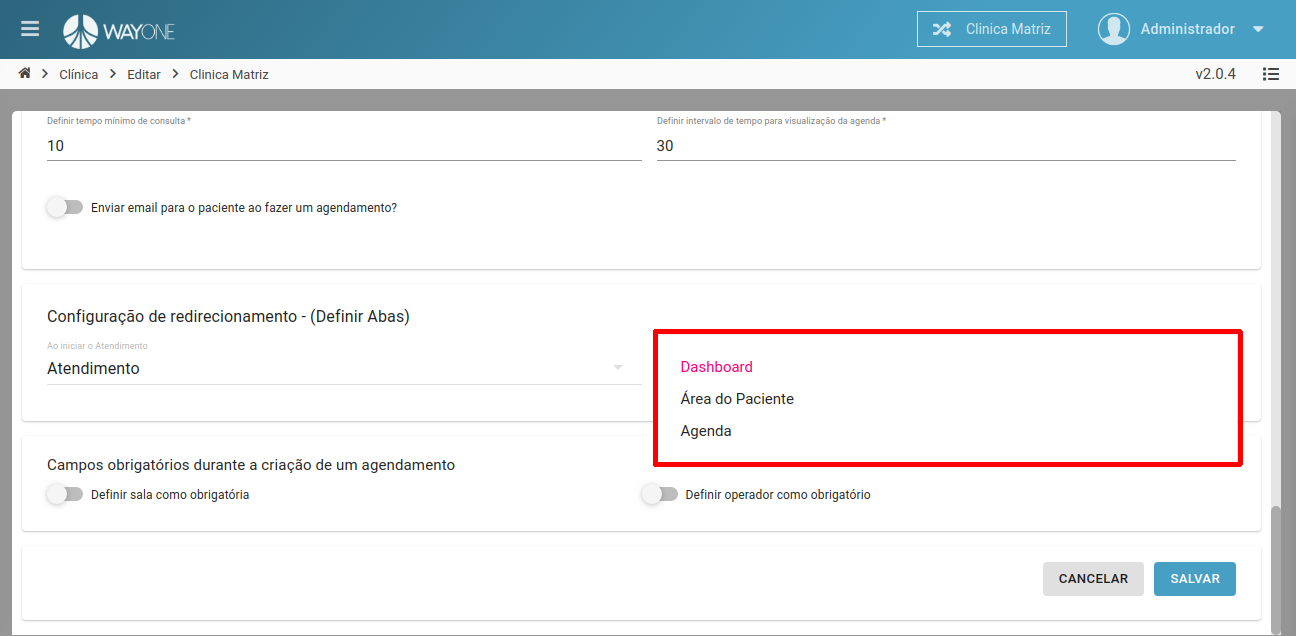 WAYONE
Clinica Matriz
Administrador
Clínica
Editar
Clinica Matriz
v2.0.4
Definir tempo mínimo de consulta *
Definir intervalo de tempo para visualização da agenda *
10
30
Enviar email para o paciente ao fazer um agendamento?
Configuração de redirecionamento - (Definir Abas)
Ao iniciar o Atendimento
Atendimento
Dashboard
Área do Paciente
Agenda
Campos obrigatórios durante a criação de um agendamento
Definir sala como obrigatória
Definir operador como obrigatório
CANCELAR
SALVAR